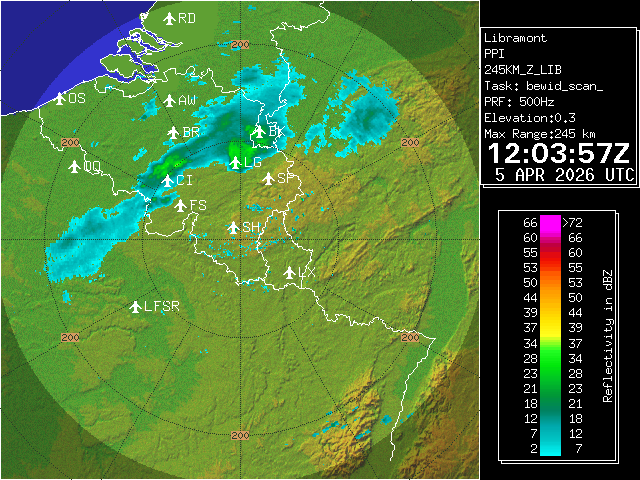 RD
200
OS
AW
BR
BK
200
200
QQ
LG
CI
SP
FS
SH
LX
LFSR
200
200
200
Libramont
PPI
245KM_Z_LIB
Task: bewid_scan_
PRF: 500Hz
Elevation:0.3
Max Range:245 km
12:03:57Z
5 APR 2026 UTC
66 >72
60 66
55 60
53 55
50 53
44 50
39 44
37 39
34 37
28 34
23 28
21 23
18 21
12 18
7 12
2 7
Reflectivity in dBZ